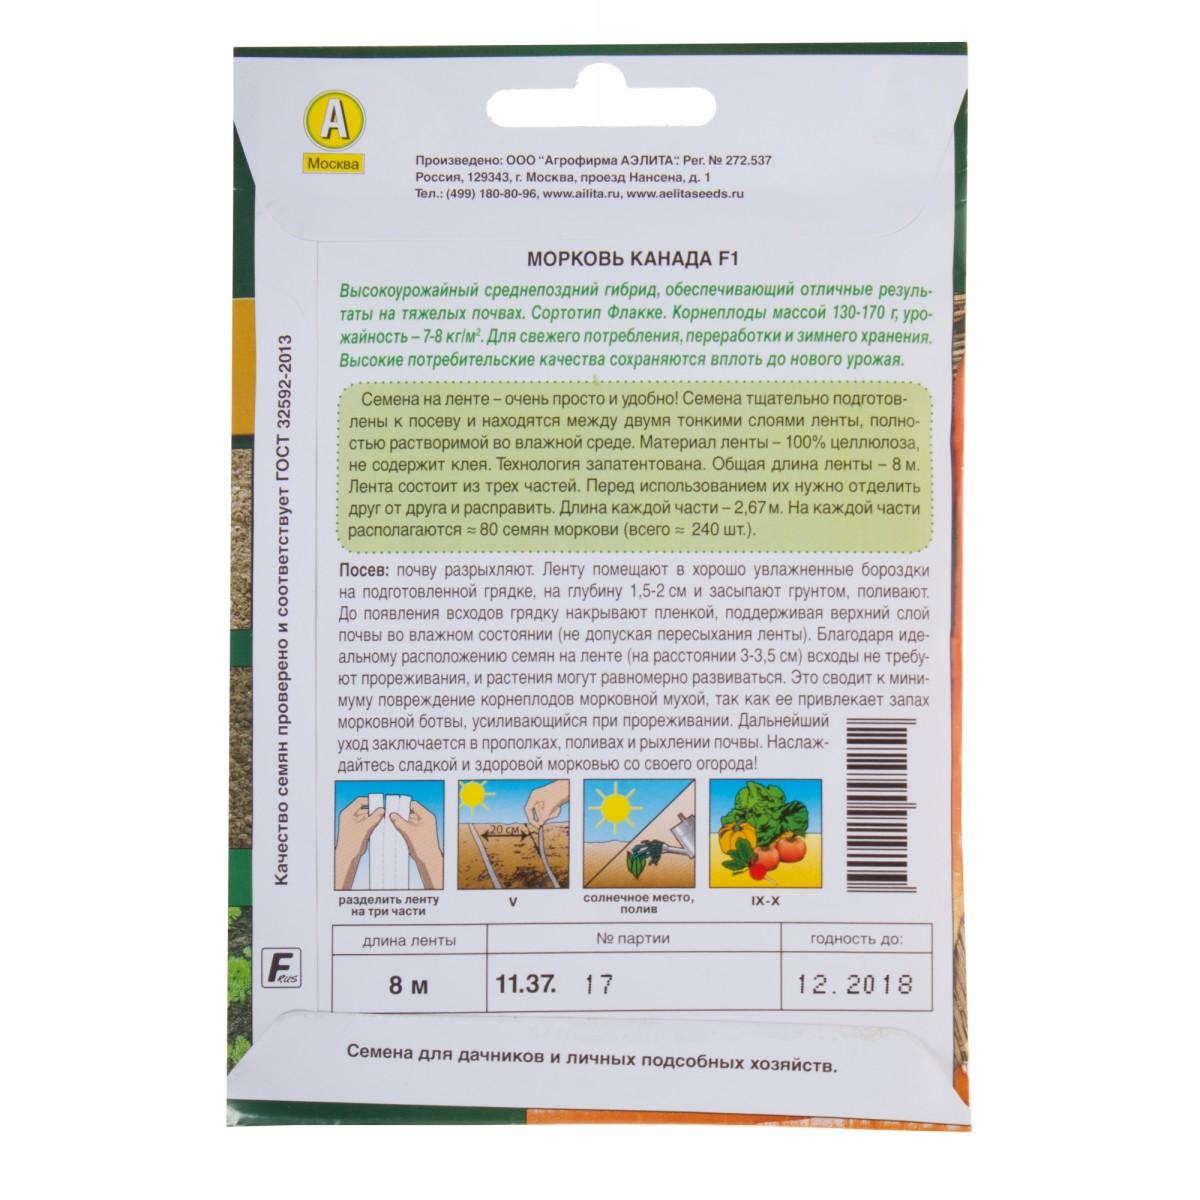 А
Москва
Произведено: ООО "Агрофирма АЭЛИТА". Рег. № 272.537
Россия, 129343, г. Москва, проезд Нансена, д. 1
Тел.: (499) 180-80-96, www.ailita.ru, www.aelitaseeds.ru
МОРКОВЬ КАНАДА F1
Высокоурожайный среднепоздний гибрид, обеспечивающий отличные резуль-
таты на тяжелых почвах. Сортотип Флакке. Корнеплоды массой 130-170 г, уро-
жайность – 7-8 кг/м². Для свежего потребления, переработки и зимнего хранения.
Высокие потребительские качества сохраняются вплоть до нового урожая.
Семена на ленте – очень просто и удобно! Семена тщательно подготов-
лены к посеву и находятся между двумя тонкими слоями ленты, полно-
стью растворимой во влажной среде. Материал ленты – 100% целлюлоза,
не содержит клея. Технология запатентована. Общая длина ленты – 8 м.
Лента состоит из трех частей. Перед использованием их нужно отделить
друг от друга и расправить. Длина каждой части – 2,67 м. На каждой части
располагаются ≈ 80 семян моркови (всего ≈ 240 шт.).
Посев: почву разрыхляют. Ленту помещают в хорошо увлажненные бороздки
на подготовленной грядке, на глубину 1,5-2 см и засыпают грунтом, поливают.
До появления всходов грядку накрывают пленкой, поддерживая верхний слой
почвы во влажном состоянии (не допуская пересыхания ленты). Благодаря иде-
альному расположению семян на ленте (на расстоянии 3-3,5 см) всходы не требу-
ют прореживания, и растения могут равномерно развиваться. Это сводит к мини-
муму повреждение корнеплодов морковной мухой, так как ее привлекает запах
морковной ботвы, усиливающийся при прореживании. Дальнейший
уход заключается в прополках, поливах и рыхлении почвы. Наслаж-
дайтесь сладкой и здоровой морковью со своего огорода!
20 см
разделить ленту
на три части
V
солнечное место,
полив
IX-X
длина ленты
№ партии
годность до:
8 м
11.37. 17
12.2018
Семена для дачников и личных подсобных хозяйств.
Качество семян проверено и соответствует ГОСТ 32592-2013
F RUS